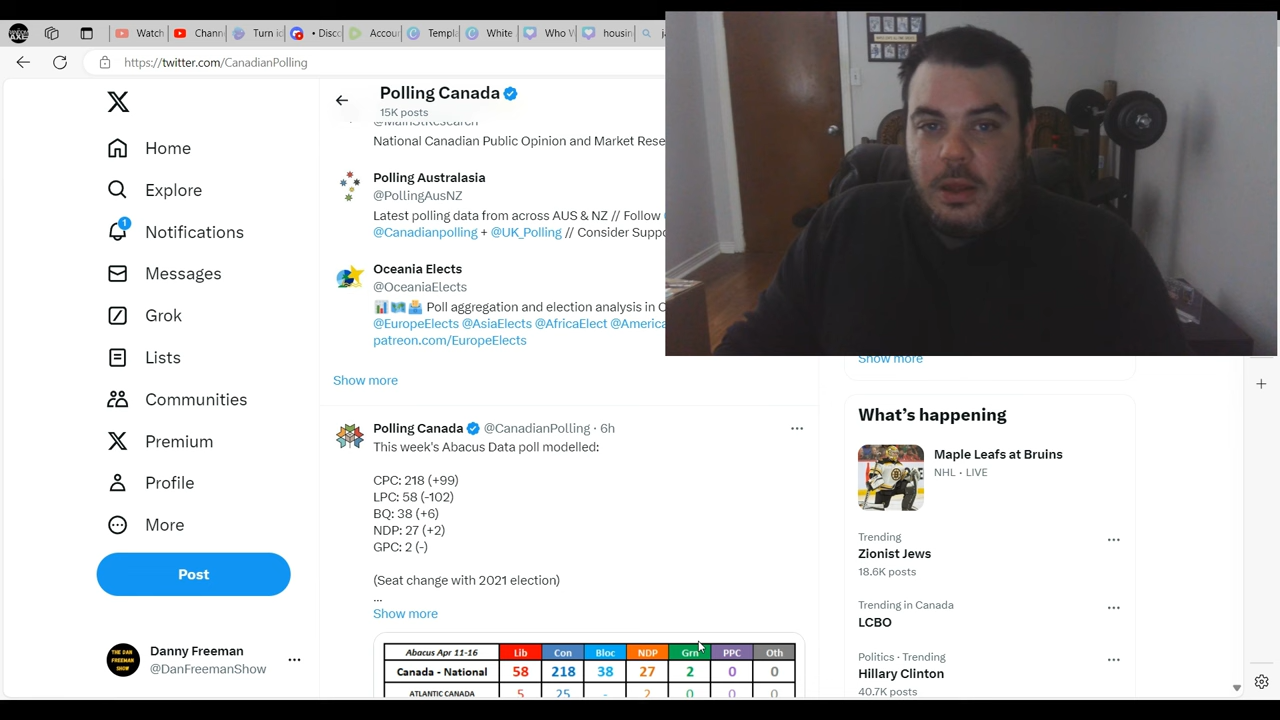 Watch
Chann
Turn i
• Disco
Accou
Templa
White
Who V
housin
https://twitter.com/CanadianPolling
Polling Canada
15K posts
Home
Explore
1
Notifications
Messages
Grok
Lists
Communities
Premium
Profile
More
Post
Danny Freeman
@DanFreemanShow
@MainStResearch
National Canadian Public Opinion and Market Rese
Polling Australasia
@PollingAusNZ
Latest polling data from across AUS & NZ // Follow
@Canadianpolling + @UK_Polling // Consider Suppo
Oceania Elects
@OceaniaElects
Poll aggregation and election analysis in O
@EuropeElects @AsiaElects @AfricaElect @America
patreon.com/EuropeElects
Show more
Polling Canada @CanadianPolling · 6h
This week's Abacus Data poll modelled:
CPC: 218 (+99)
LPC: 58 (-102)
BQ: 38 (+6)
NDP: 27 (+2)
GPC: 2 (-)
(Seat change with 2021 election)
...
Show more
Abacus Apr 11-16 Lib Con Bloc NDP Grn PPC Oth
Canada - National 58 218 38 27 2 0 0
ATLANTIC CANADA 5 25 - 2 0 0 0
Show more
What's happening
Maple Leafs at Bruins
NHL · LIVE
Trending
Zionist Jews
18.6K posts
Trending in Canada
LCBO
Politics · Trending
Hillary Clinton
40.7K posts